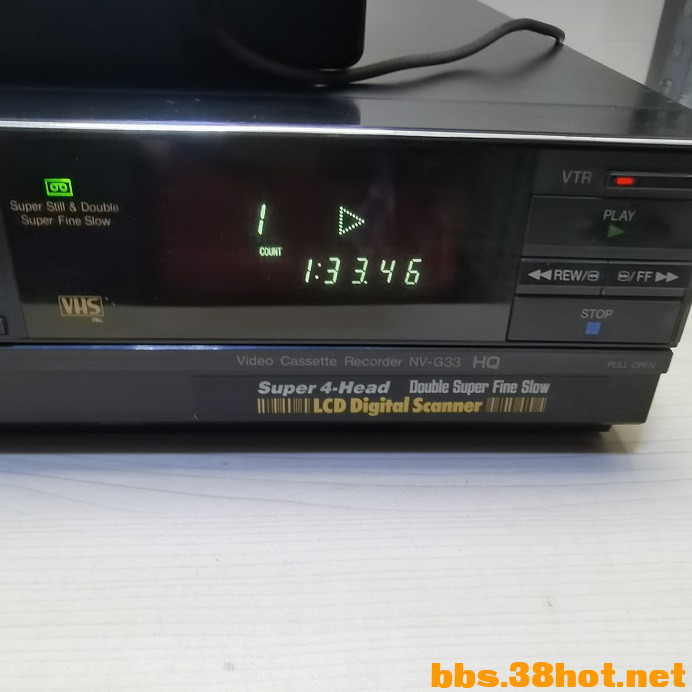 VTR
Super Still & Double
Super Fine Slow
1
PLAY
COUNT
1:33.46
REW/
/FF
VHS
PAL
STOP
Video Cassette Recorder NV-G33 HQ
PULL-OPEN
Super 4-Head Double Super Fine Slow
LCD Digital Scanner
bbs.38hot.net